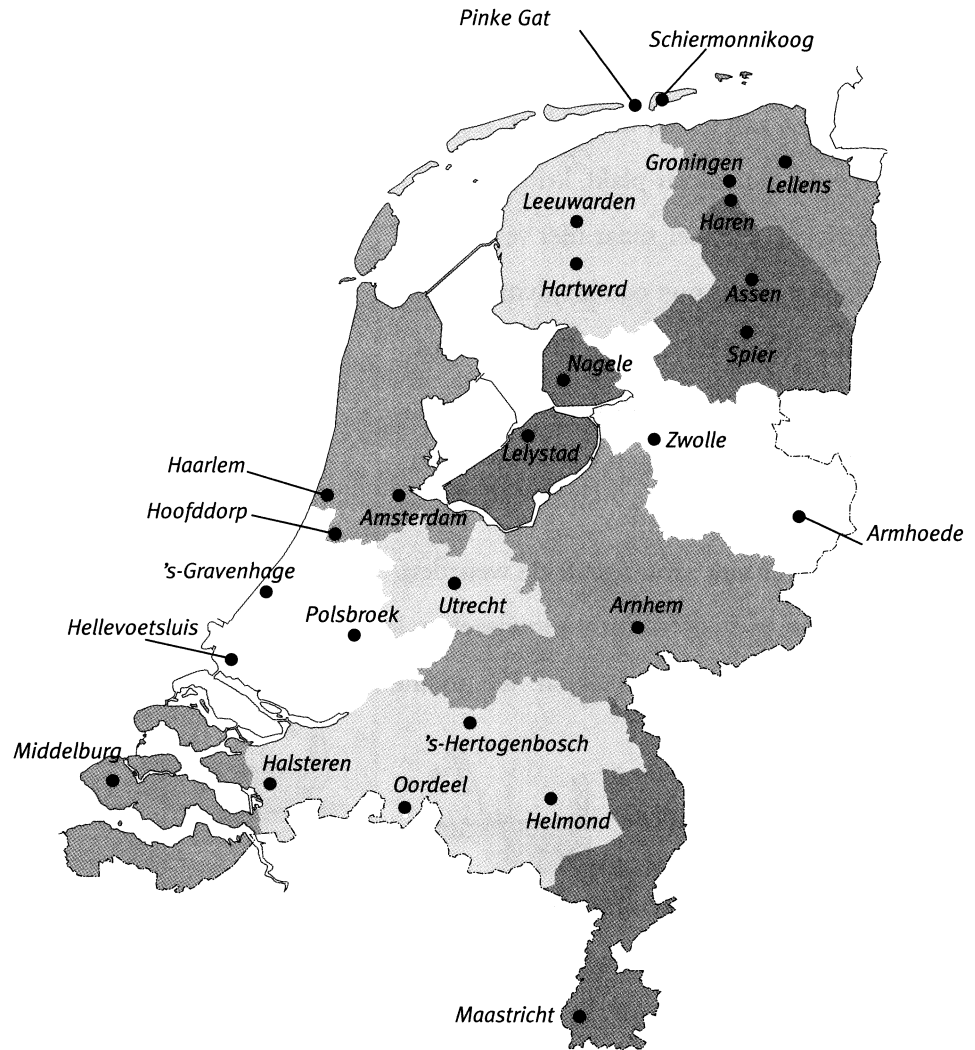 Pinke Gat
Schiermonnikoog
Groningen
Lellens
Leeuwarden
Haren
Hartwerd
Assen
Spier
Nagele
Zwolle
Lelystad
Haarlem
Hoofddorp
Amsterdam
Armhoede
's-Gravenhage
Utrecht
Arnhem
Polsbroek
Hellevoetsluis
's-Hertogenbosch
Middelburg
Halsteren
Oordeel
Helmond
Maastricht